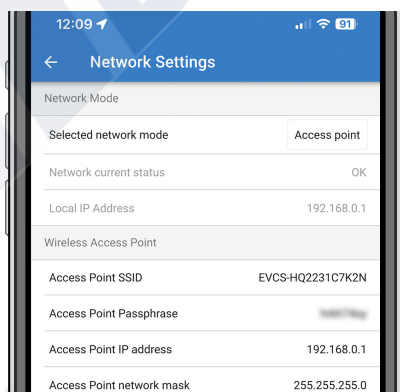 12:09
91
Network Settings
Network Mode
Selected network mode Access point
Network current status OK
Local IP Address 192.168.0.1
Wireless Access Point
Access Point SSID EVCS-HQ2231C7K2N
Access Point Passphrase
Access Point IP address 192.168.0.1
Access Point network mask 255.255.255.0